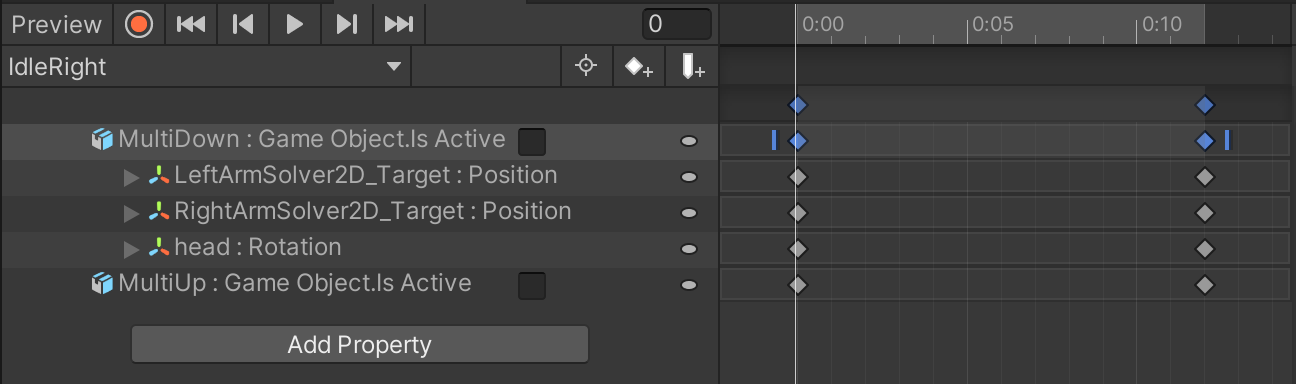 Preview 0 0:00 0:05 0:10
IdleRight
MultiDown : Game Object.Is Active
LeftArmSolver2D_Target : Position
RightArmSolver2D_Target : Position
head : Rotation
MultiUp : Game Object.Is Active
Add Property